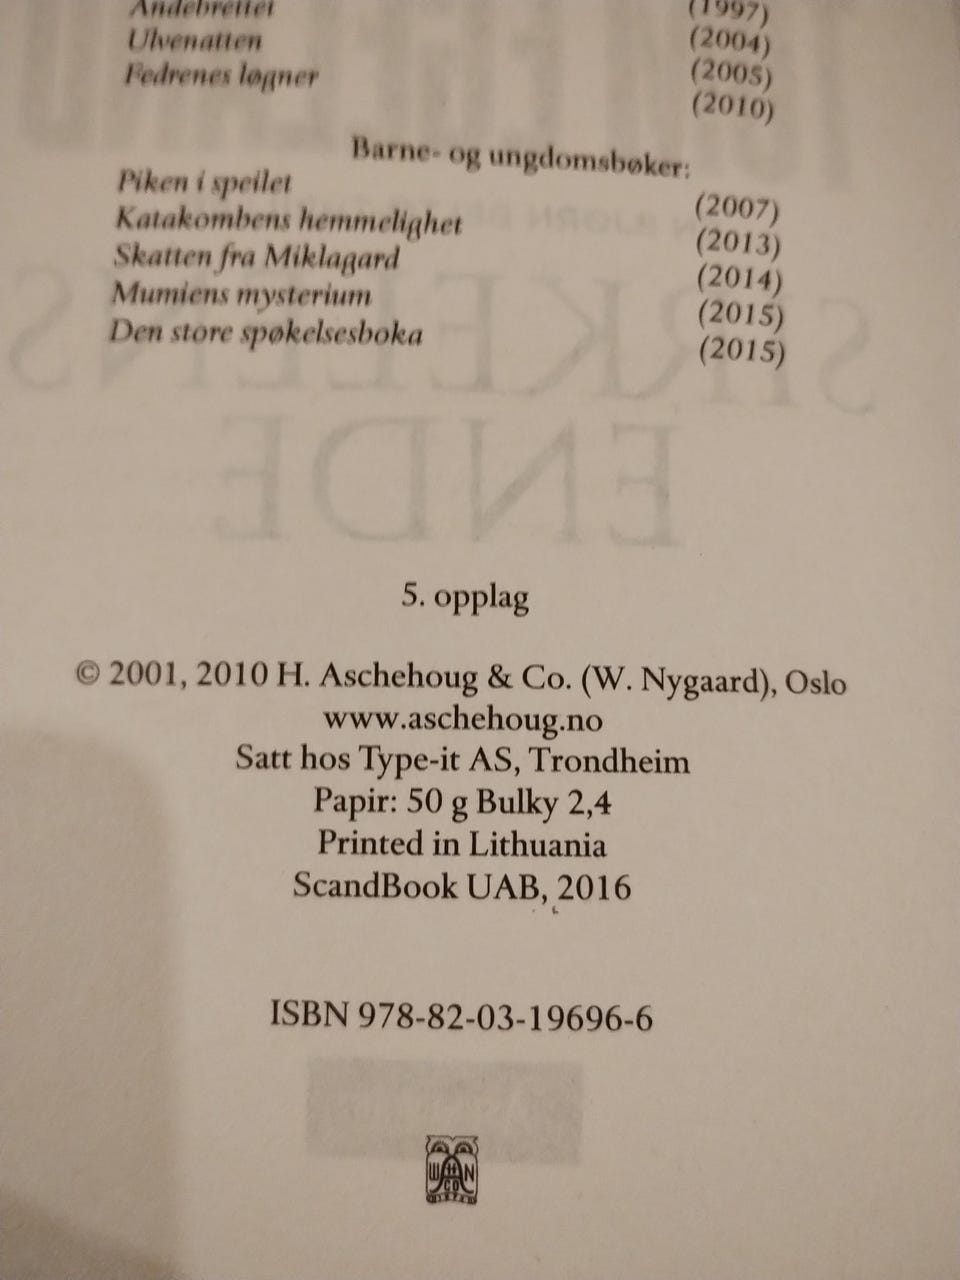 Andebrettet (1997)
Ulvenatten (2004)
Fedrenes løgner (2005)
(2010)
Barne- og ungdomsbøker:
Piken i speilet (2007)
Katakombens hemmelighet (2013)
Skatten fra Miklagard (2014)
Mumiens mysterium (2015)
Den store spøkelsesboka (2015)
SIRKELENS
ENDE
5. opplag
© 2001, 2010 H. Aschehoug & Co. (W. Nygaard), Oslo
www.aschehoug.no
Satt hos Type-it AS, Trondheim
Papir: 50 g Bulky 2,4
Printed in Lithuania
ScandBook UAB, 2016
ISBN 978-82-03-19696-6